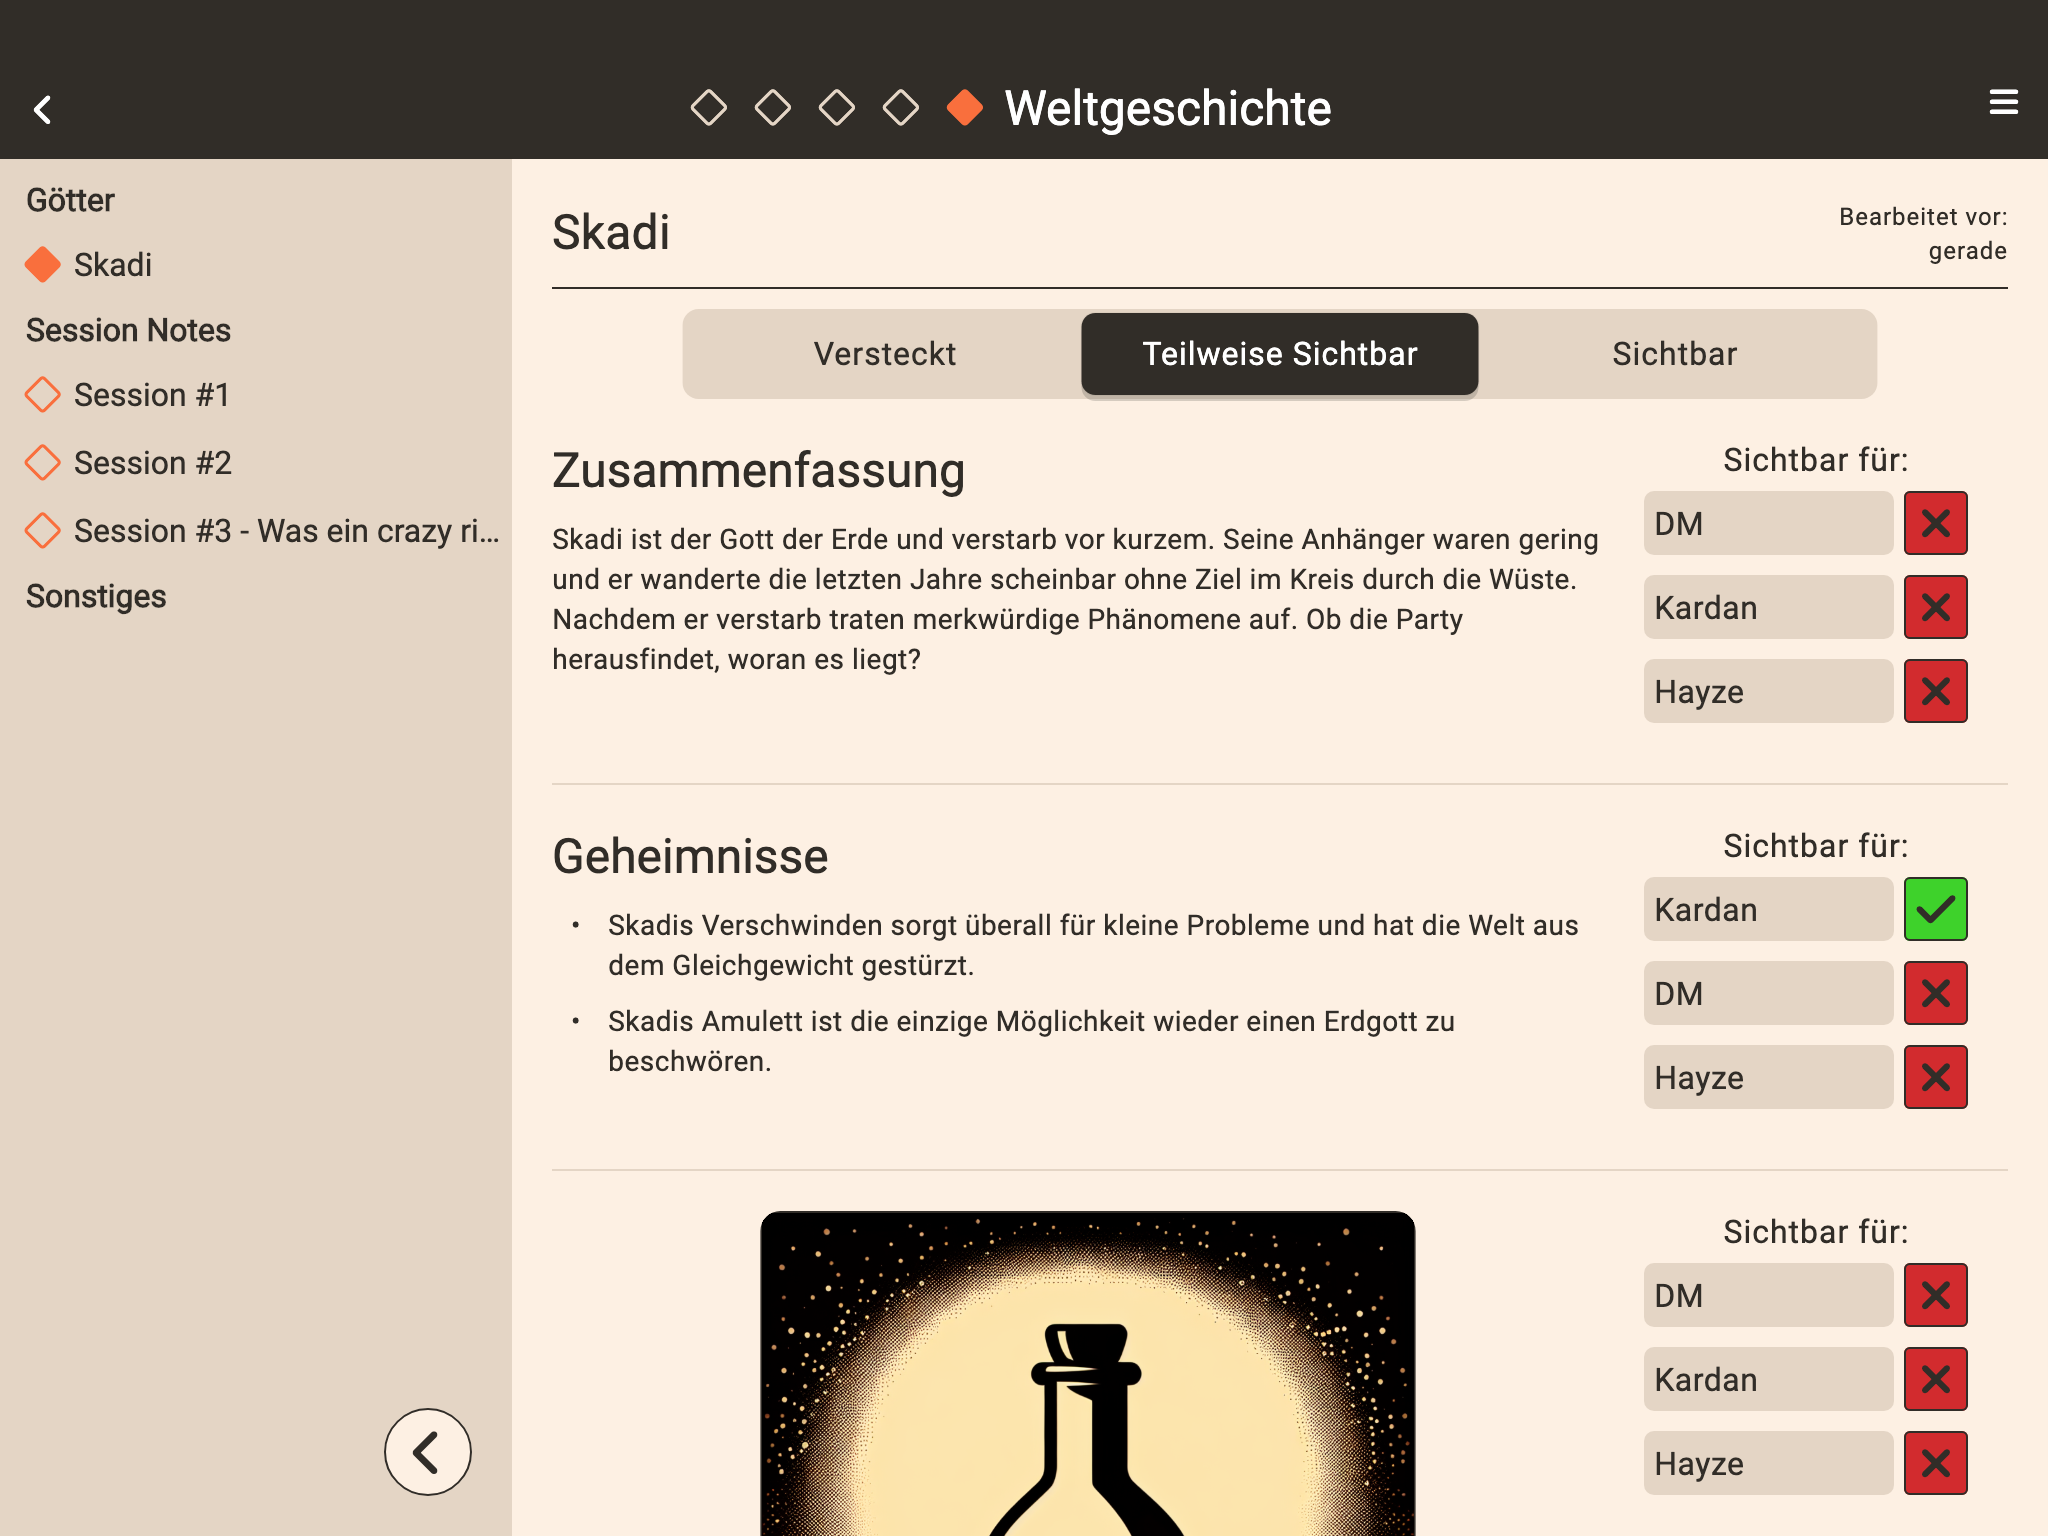 Weltgeschichte
Götter
Skadi
Session Notes
Session #1
Session #2
Session #3 - Was ein crazy ri...
Sonstiges
Skadi
Bearbeitet vor:
gerade
Versteckt
Teilweise Sichtbar
Sichtbar
Zusammenfassung
Skadi ist der Gott der Erde und verstarb vor kurzem. Seine Anhänger waren gering
und er wanderte die letzten Jahre scheinbar ohne Ziel im Kreis durch die Wüste.
Nachdem er verstarb traten merkwürdige Phänomene auf. Ob die Party
herausfindet, woran es liegt?
Sichtbar für:
DM
Kardan
Hayze
Geheimnisse
• Skadis Verschwinden sorgt überall für kleine Probleme und hat die Welt aus
dem Gleichgewicht gestürzt.
• Skadis Amulett ist die einzige Möglichkeit wieder einen Erdgott zu
beschwören.
Sichtbar für:
Kardan
DM
Hayze
Sichtbar für:
DM
Kardan
Hayze